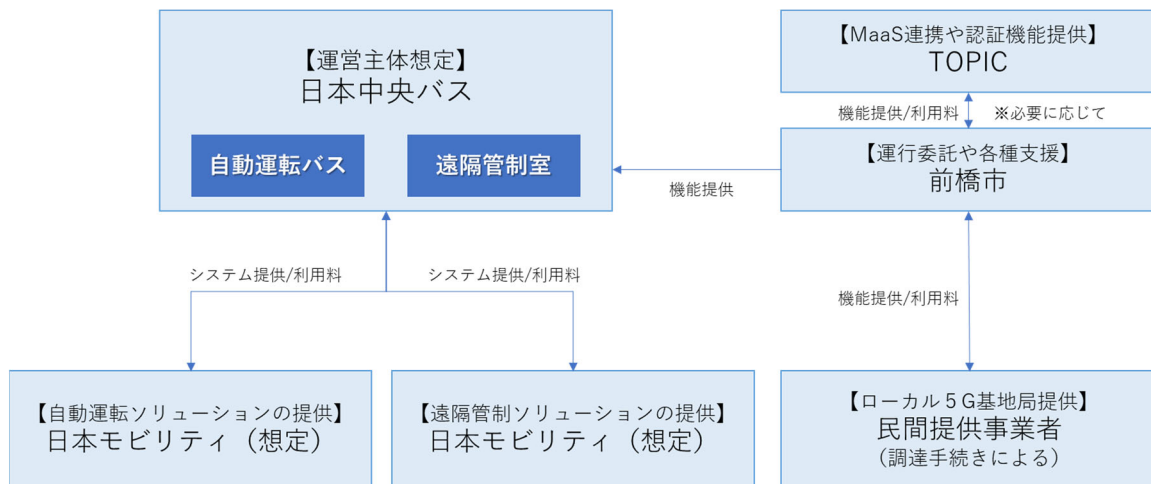 【運営主体想定】
日本中央バス
自動運転バス
遠隔管制室
【MaaS連携や認証機能提供】
TOPIC
機能提供/利用料
※必要に応じて
【運行委託や各種支援】
前橋市
機能提供
システム提供/利用料
システム提供/利用料
機能提供/利用料
【自動運転ソリューションの提供】
日本モビリティ（想定）
【遠隔管制ソリューションの提供】
日本モビリティ（想定）
【ローカル５G基地局提供】
民間提供事業者
（調達手続きによる）